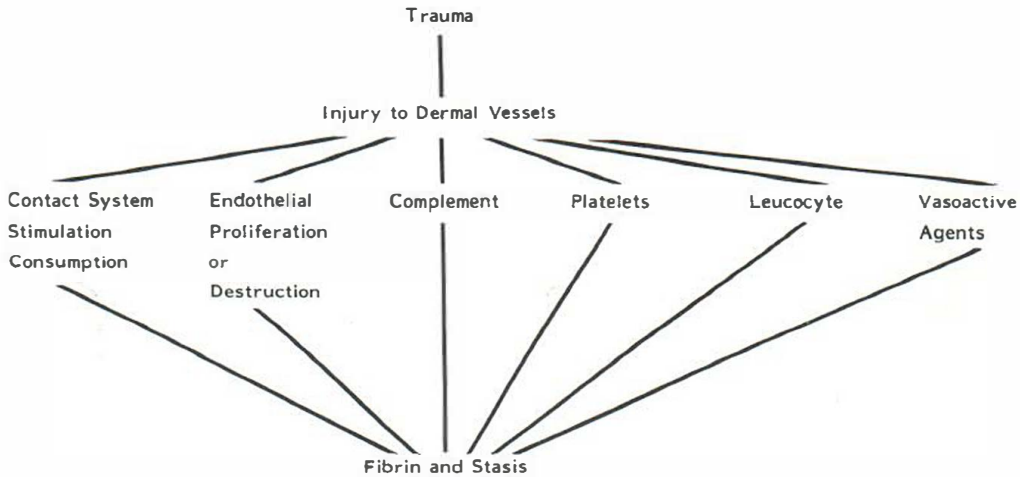 Trauma
Injury to Dermal Vessels
Contact System
Stimulation
Consumption
Endothelial
Proliferation
or
Destruction
Complement
Platelets
Leucocyte
Vasoactive
Agents
Fibrin and Stasis